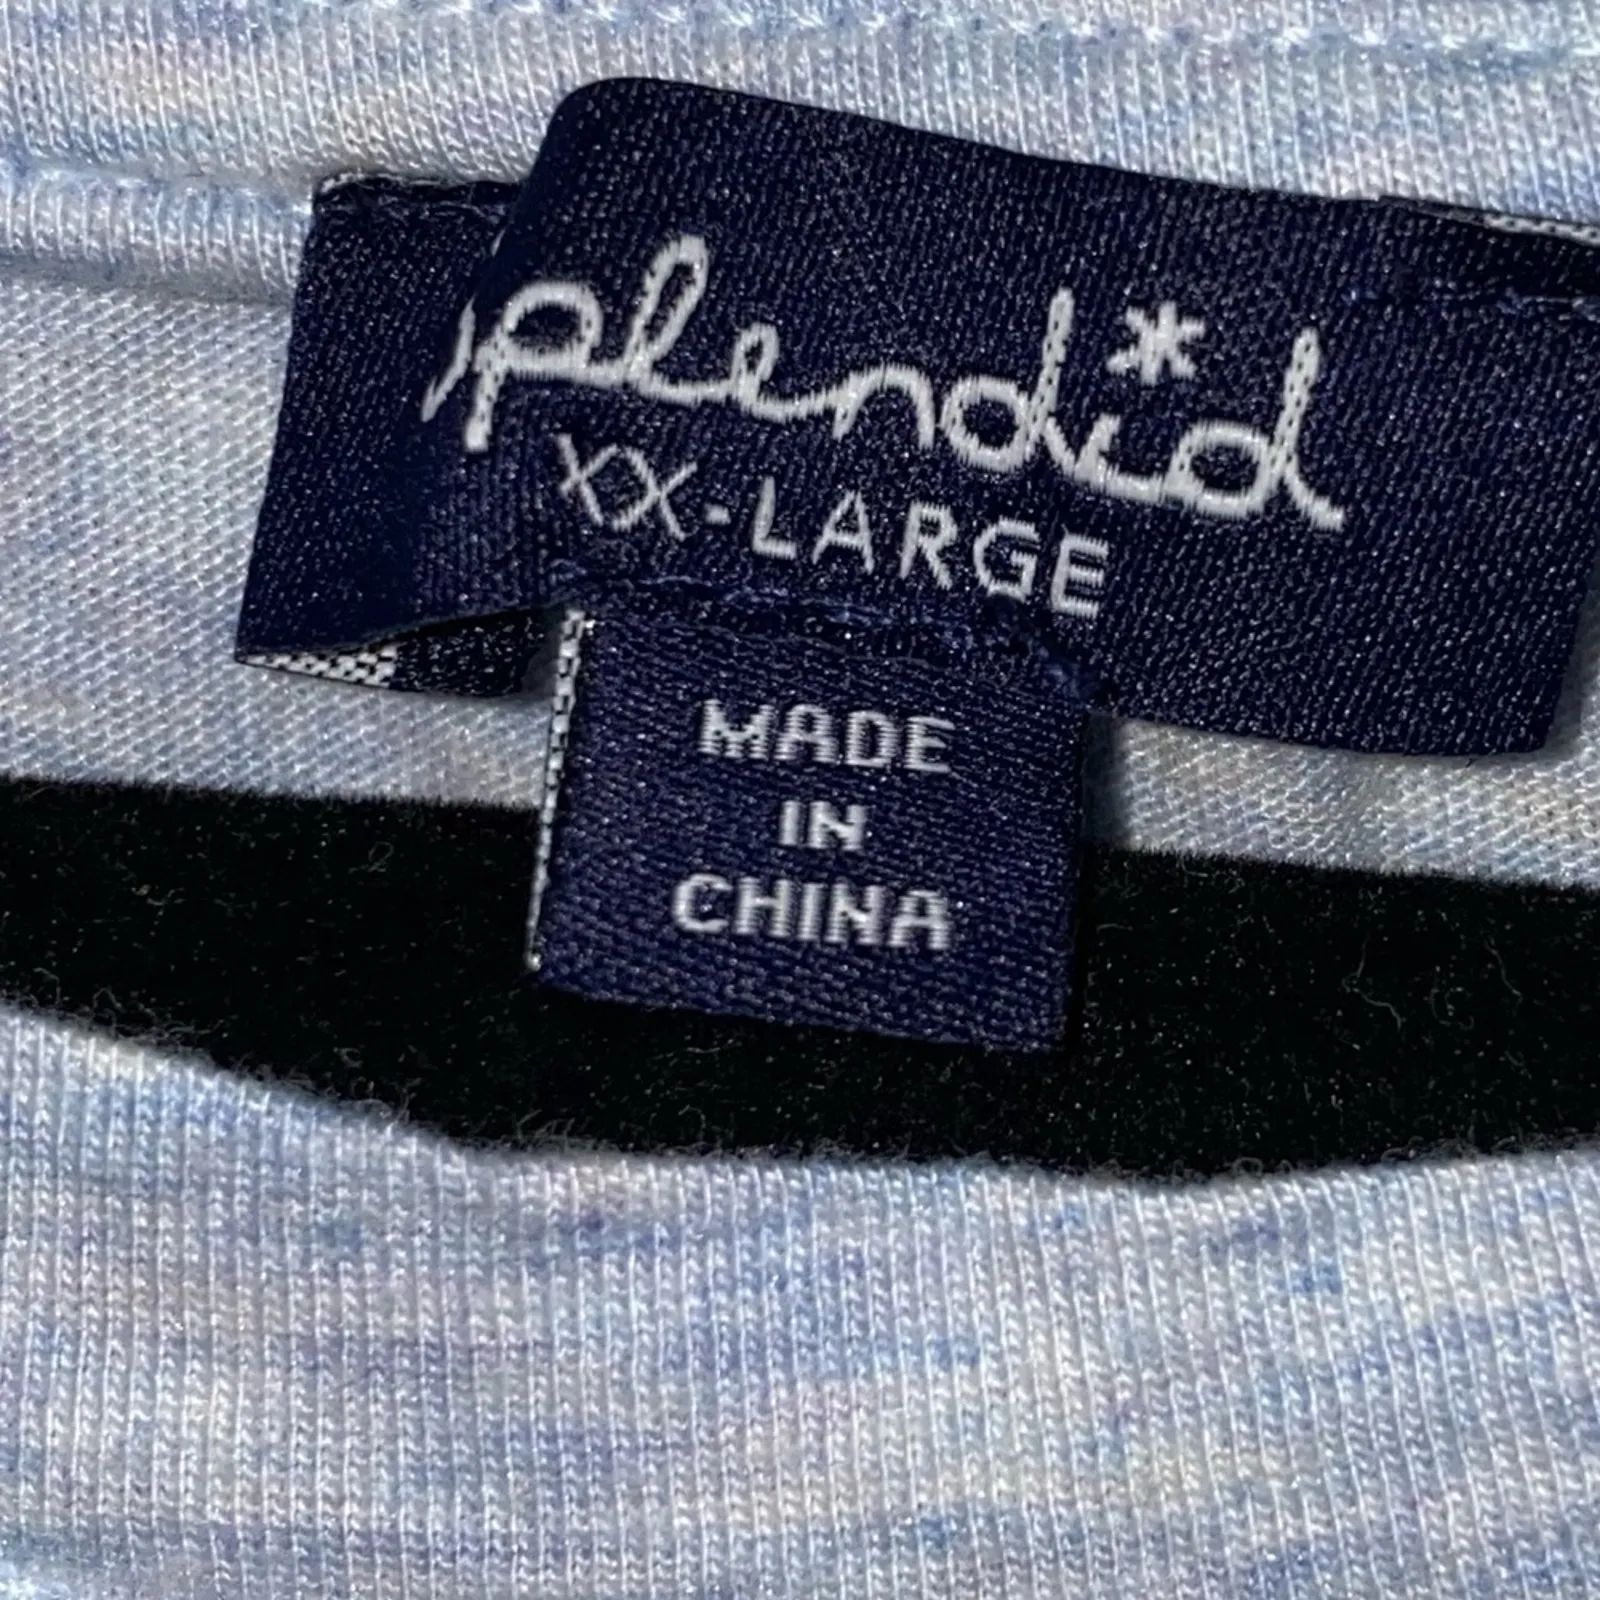 splendid
XX-LARGE
MADE
IN
CHINA